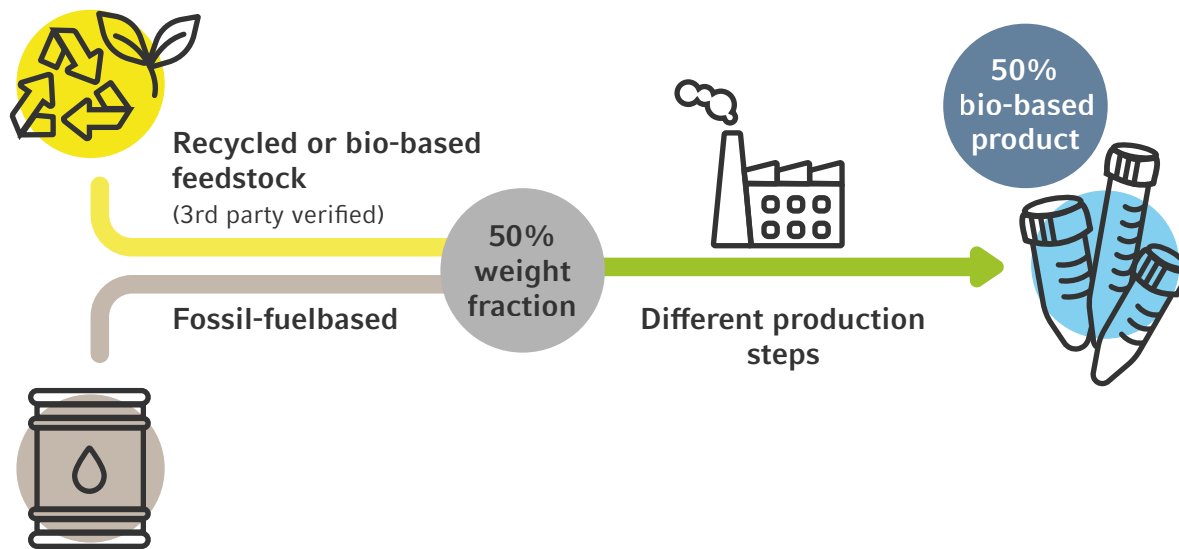 Recycled or bio-based
feedstock
(3rd party verified)
Fossil-fuelbased
50%
weight
fraction
Different production
steps
50%
bio-based
product